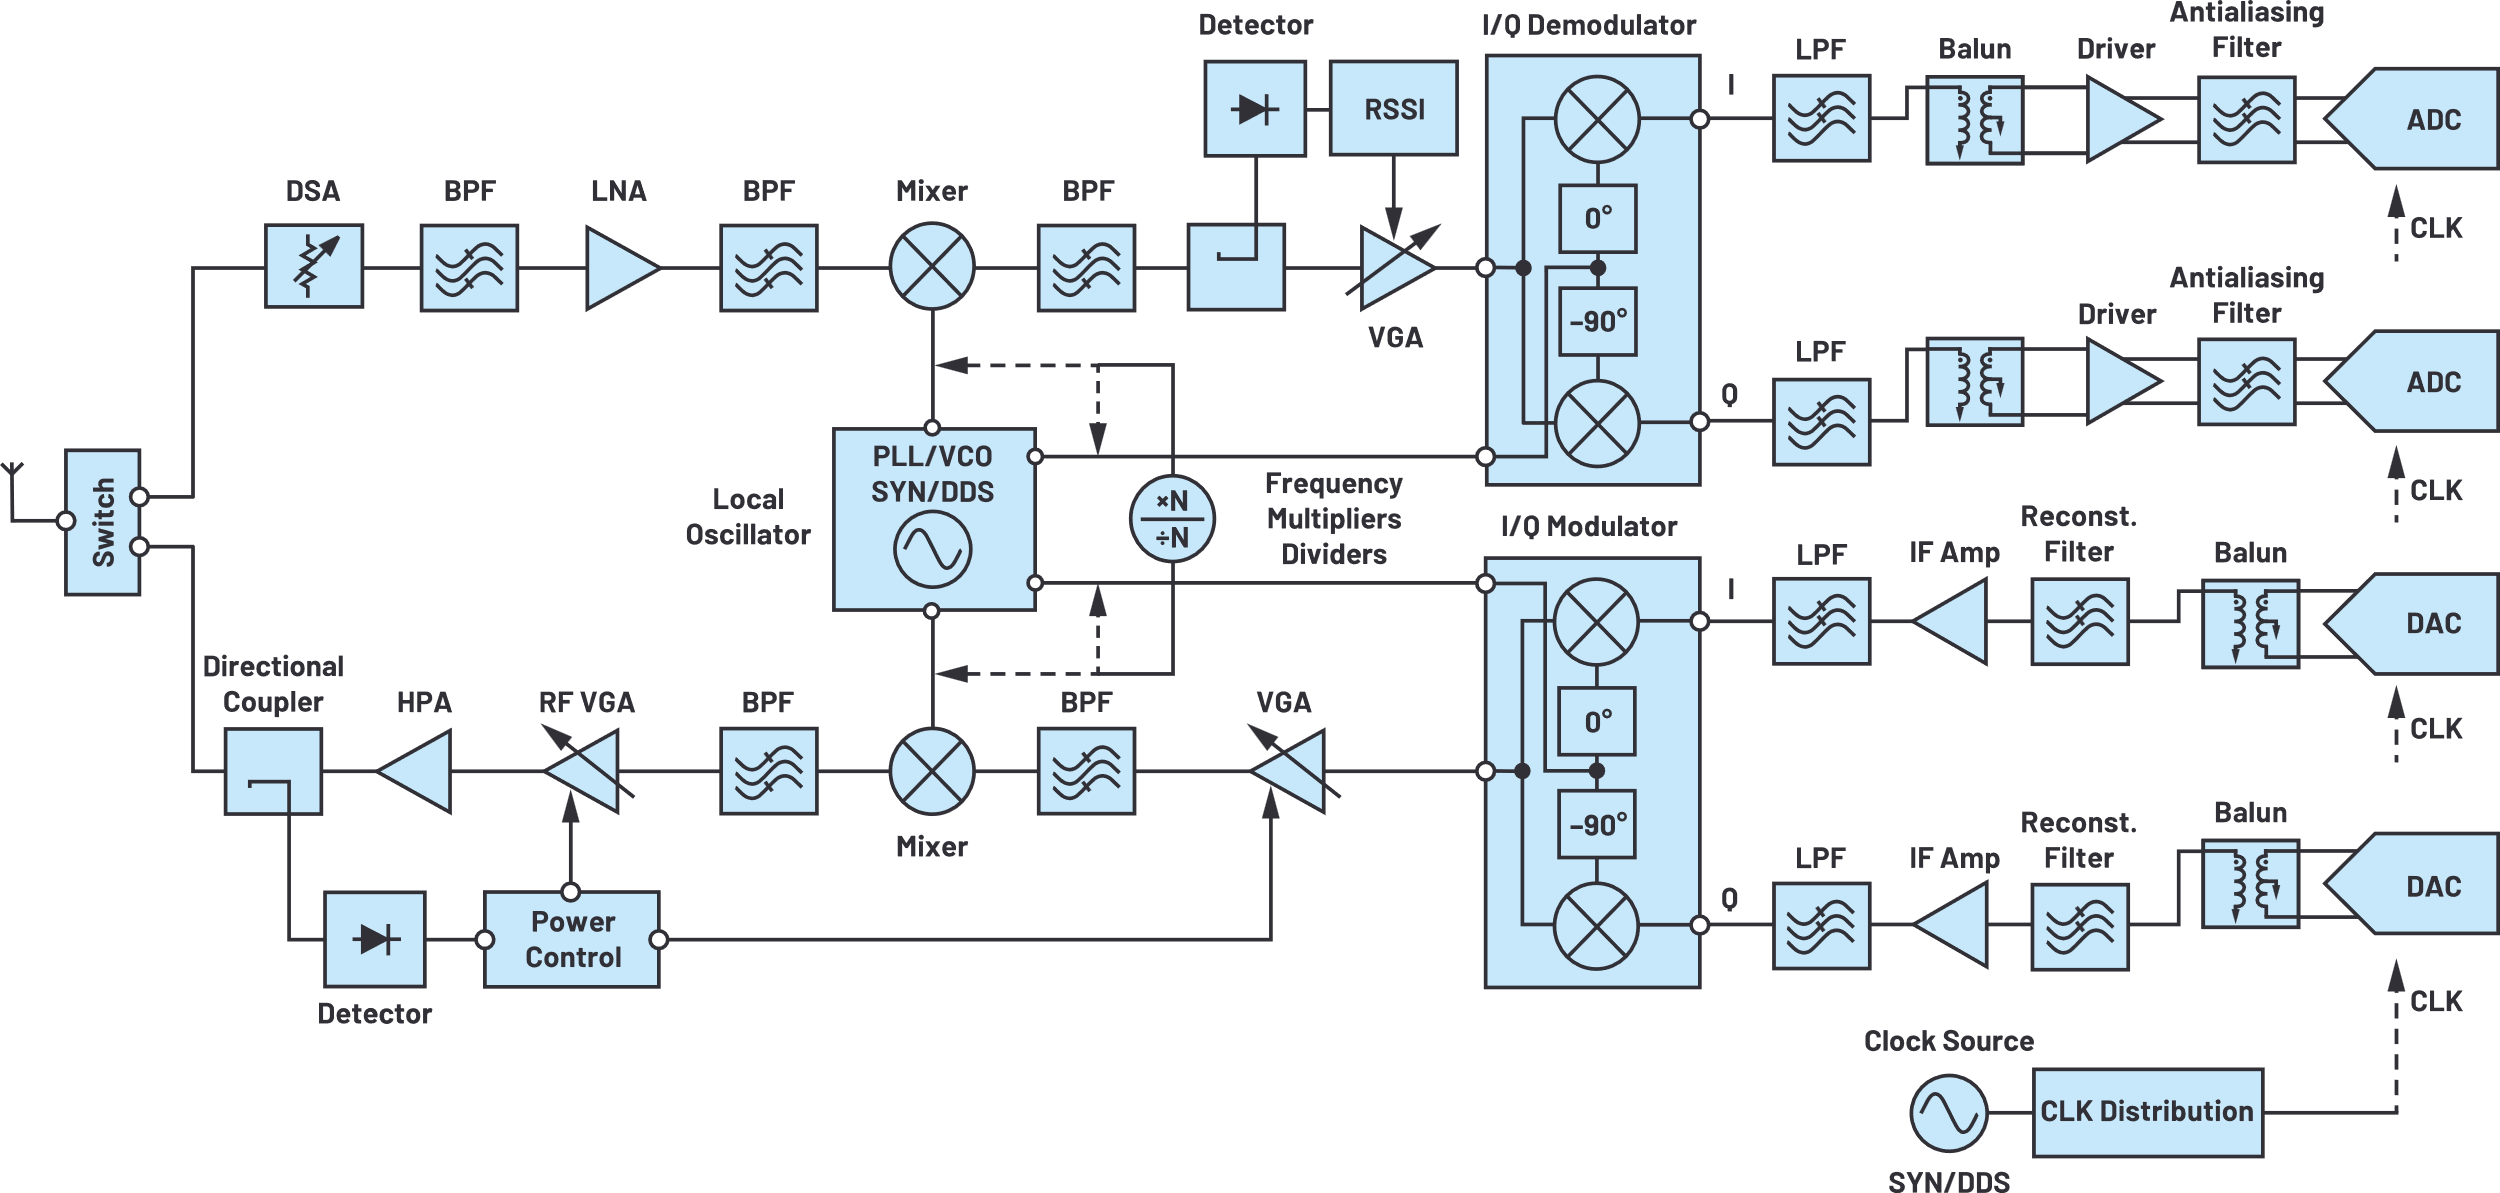 Detector
I/Q Demodulator
LPF
Balun
Driver
Antialiasing
Filter
I
RSSI
ADC
DSA
BPF
LNA
BPF
Mixer
BPF
0°
CLK
VGA
-90°
LPF
Driver
Antialiasing
Filter
Q
ADC
PLL/VCO
SYN/DDS
Local
Oscillator
×N
÷N
Frequency
Multipliers
Dividers
CLK
Switch
I/Q Modulator
I
LPF
IF Amp
Reconst.
Filter
Balun
DAC
Directional
Coupler
HPA
RF VGA
BPF
BPF
VGA
0°
CLK
Mixer
-90°
Q
LPF
IF Amp
Reconst.
Filter
Balun
DAC
Power
Control
Detector
CLK
Clock Source
CLK Distribution
SYN/DDS